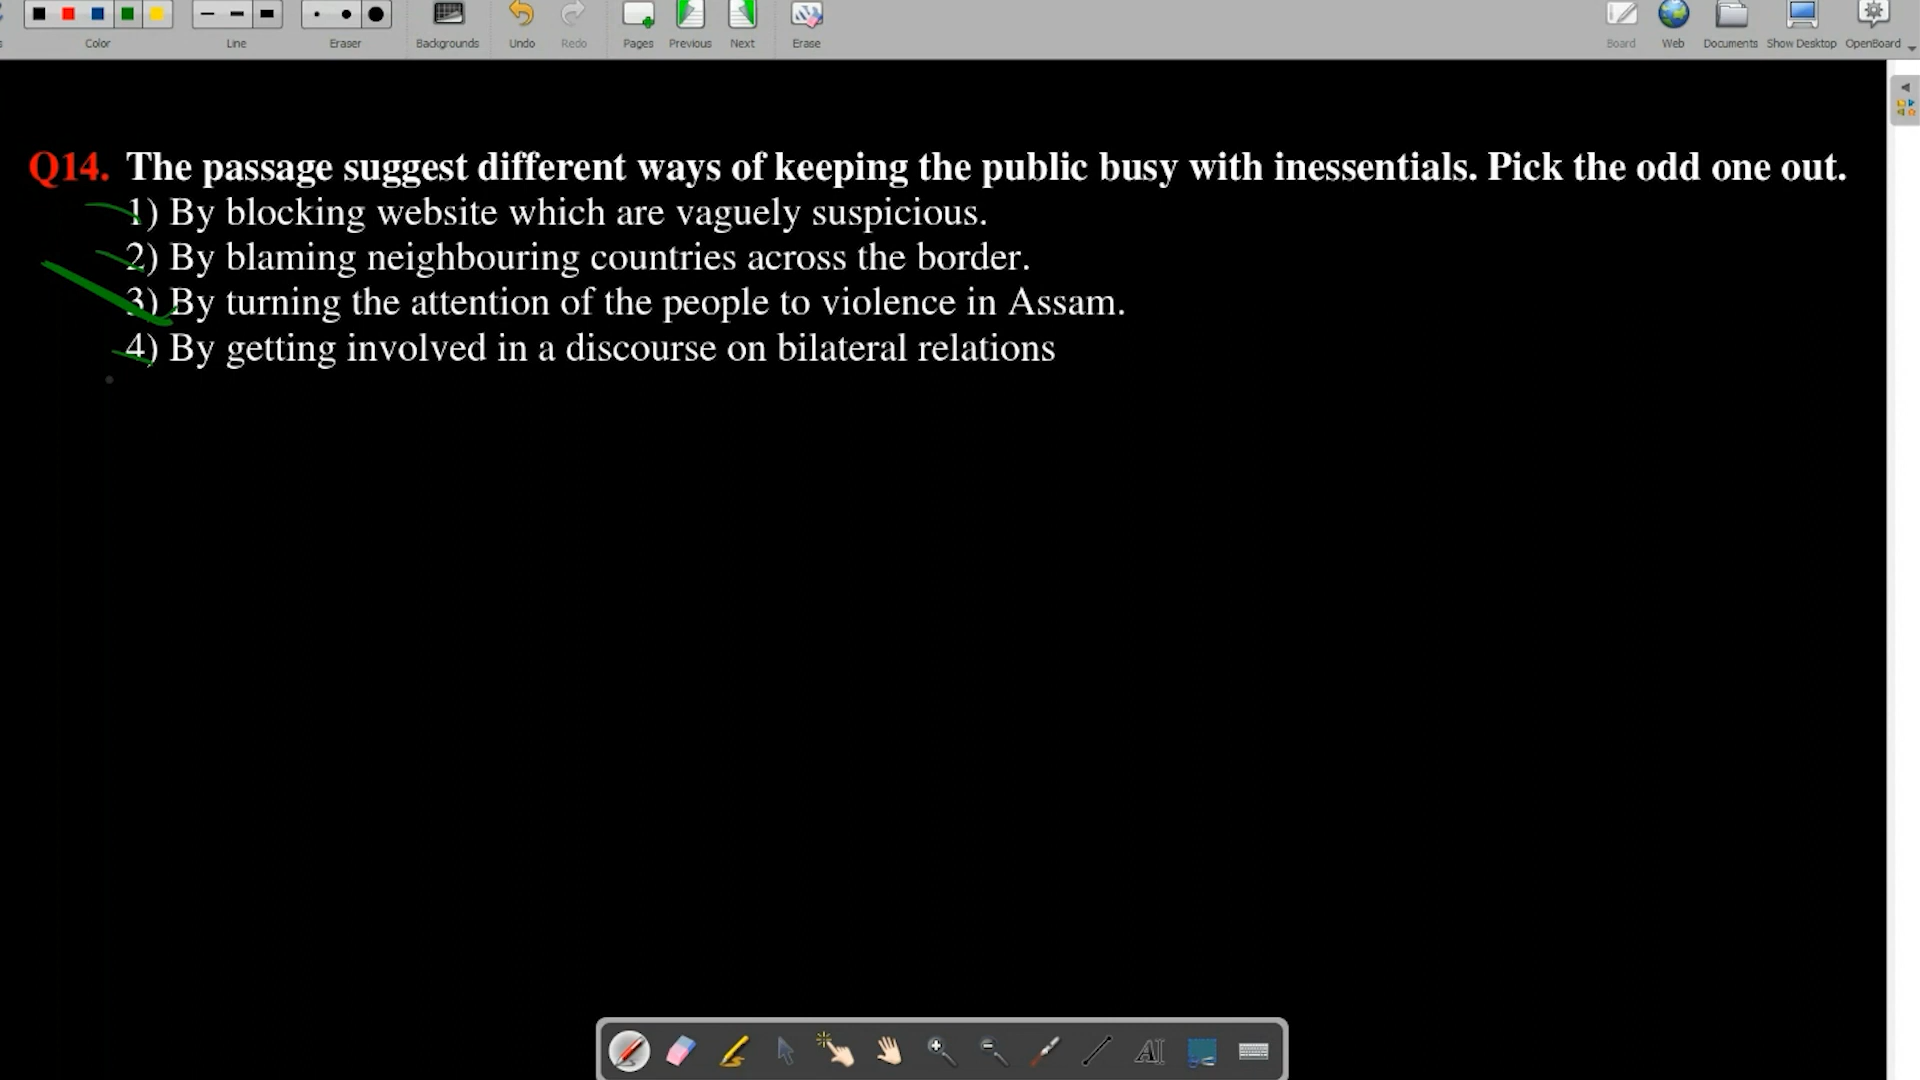 Color Line Eraser Backgrounds Undo Redo Pages Previous Next Erase Board Web Documents Show Desktop OpenBoard
Q14. The passage suggest different ways of keeping the public busy with inessentials. Pick the odd one out.
1) By blocking website which are vaguely suspicious.
2) By blaming neighbouring countries across the border.
3) By turning the attention of the people to violence in Assam.
4) By getting involved in a discourse on bilateral relations